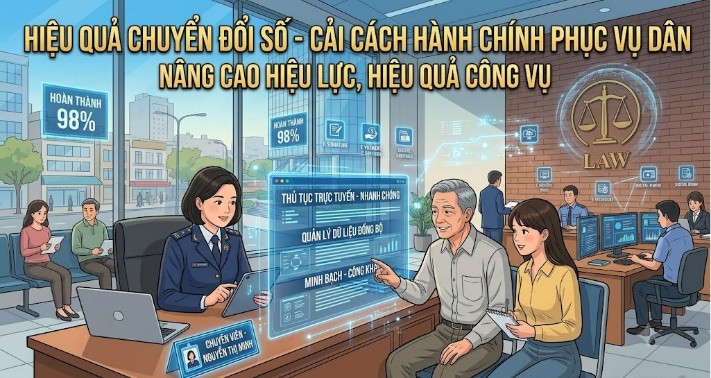 HIỆU QUẢ CHUYỂN ĐỔI SỐ - CẢI CÁCH HÀNH CHÍNH PHỤC VỤ DÂN
NÂNG CAO HIỆU LỰC, HIỆU QUẢ CÔNG VỤ
HOÀN THÀNH
98%
HOÀN THÀNH
98%
LAW
THỦ TỤC TRỰC TUYẾN - NHANH CHÓNG
QUẢN LÝ DỮ LIỆU ĐỒNG BỘ
MINH BẠCH - CÔNG KHA
CHUYÊN VIÊN -
NGUYỄN THỊ MINH